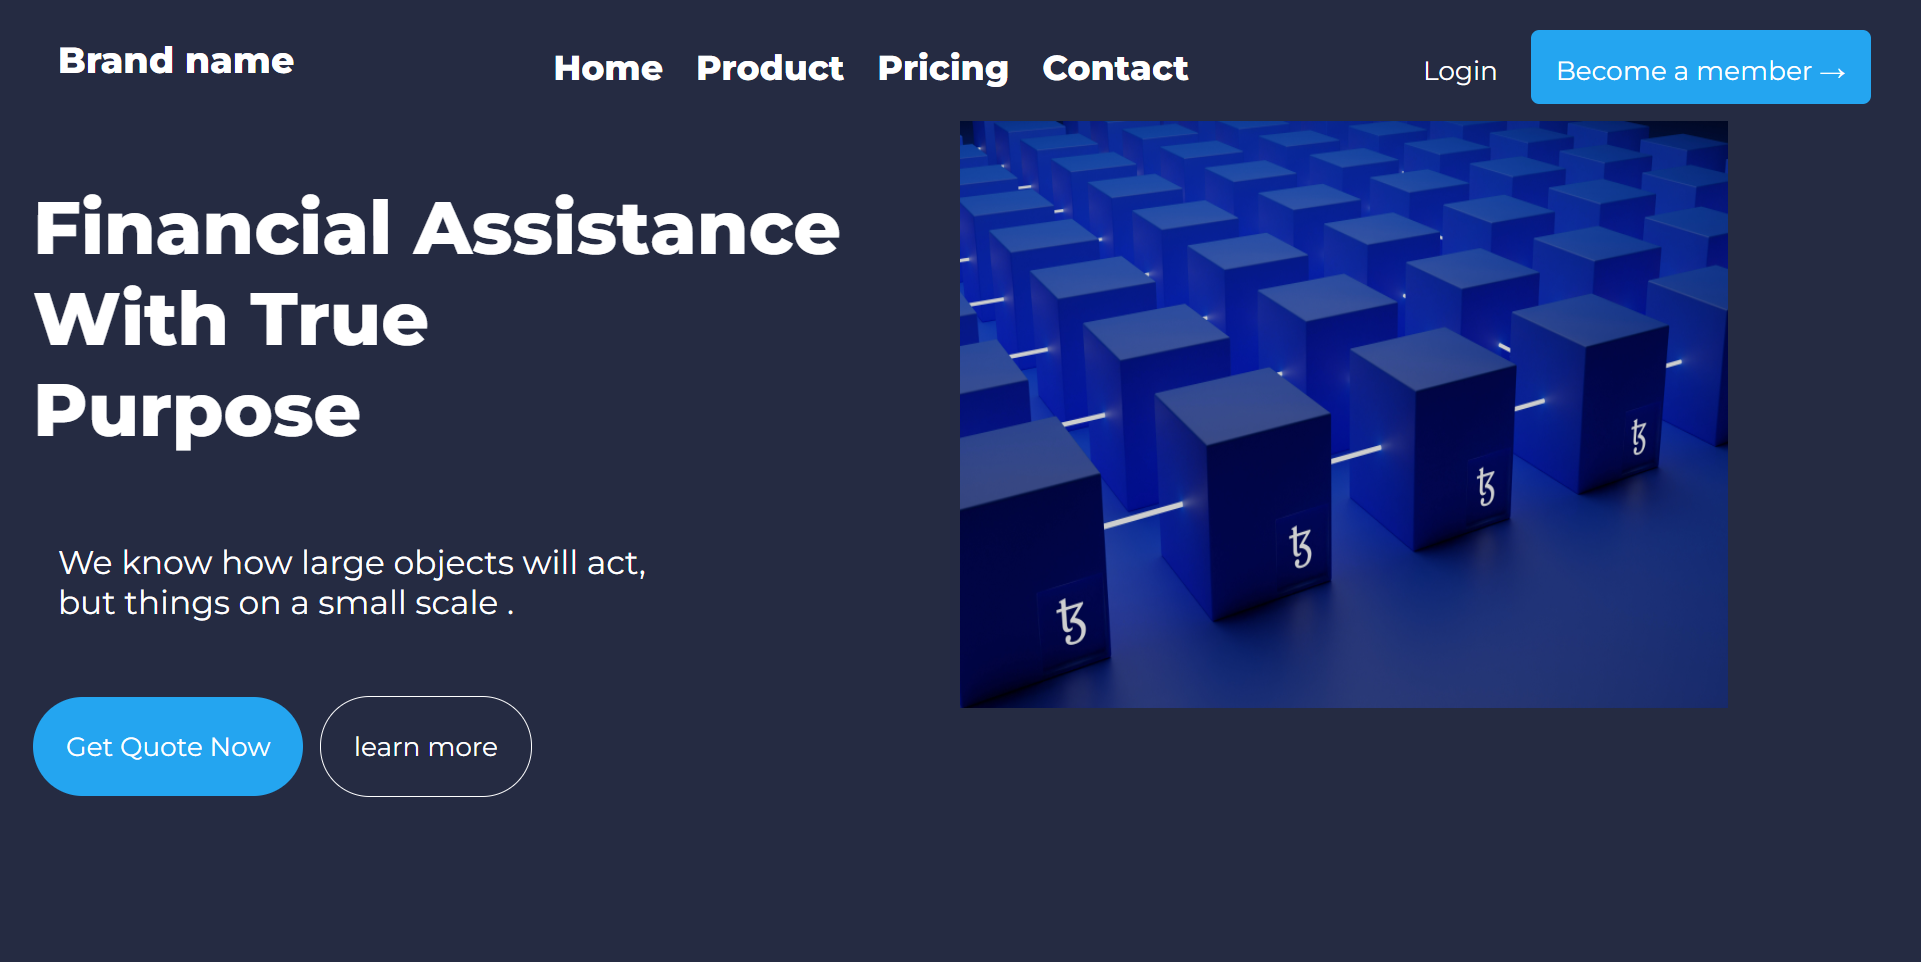 Brand name
Home Product Pricing Contact
Login
Become a member →
Financial Assistance
With True
Purpose
We know how large objects will act,
but things on a small scale .
Get Quote Now
learn more